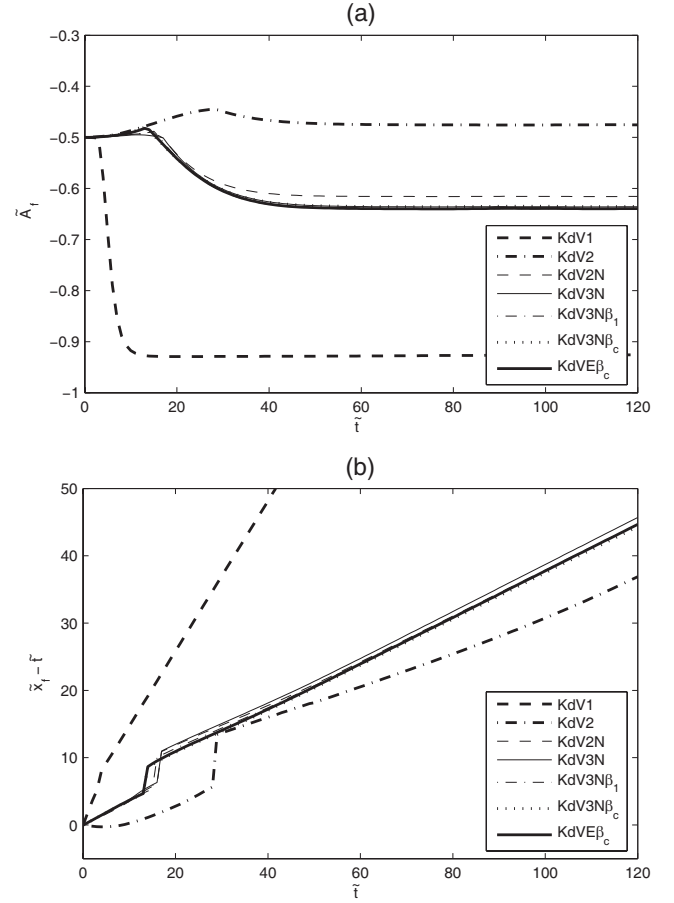 (a)
−0.3
−0.4
−0.5
−0.6
−0.7
−0.8
−0.9
−1
Ã_f
0 20 40 60 80 100 120
t̃
KdV1
KdV2
KdV2N
KdV3N
KdV3Nβ_1
KdV3Nβ_c
KdVEβ_c
(b)
50
40
30
20
10
0
x̃_f − t̃
0 20 40 60 80 100 120
t̃
KdV1
KdV2
KdV2N
KdV3N
KdV3Nβ_1
KdV3Nβ_c
KdVEβ_c